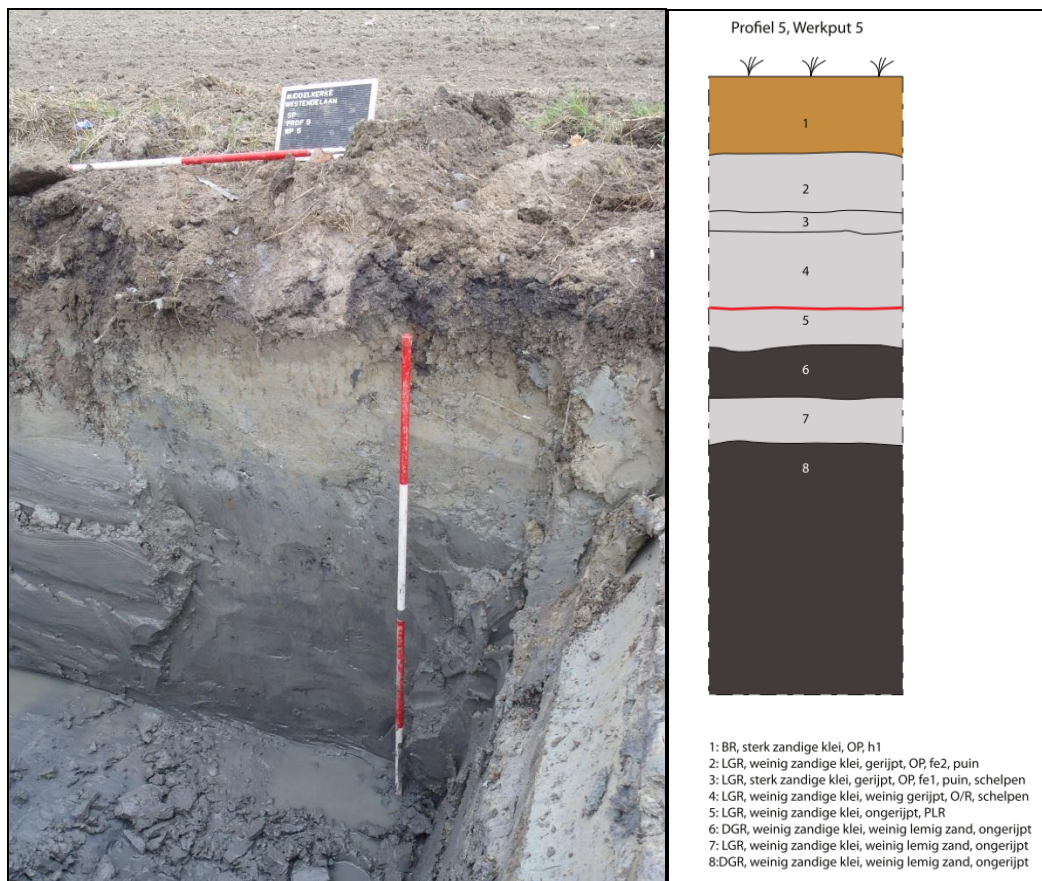 MIDDELKERKE
WESTENDELAAN
SP
WP 5
Profiel 5, Werkput 5
1
2
3
4
5
6
7
8
1: BR, sterk zandige klei, OP, h1
2: LGR, weinig zandige klei, gerijpt, OP, fe2, puin
3: LGR, sterk zandige klei, gerijpt, OP, fe1, puin, schelpen
4: LGR, weinig zandige klei, weinig gerijpt, O/R, schelpen
5: LGR, weinig zandige klei, ongerijpt, PLR
6: DGR, weinig zandige klei, weinig lemig zand, ongerijpt
7: LGR, weinig zandige klei, weinig lemig zand, ongerijpt
8:DGR, weinig zandige klei, weinig lemig zand, ongerijpt